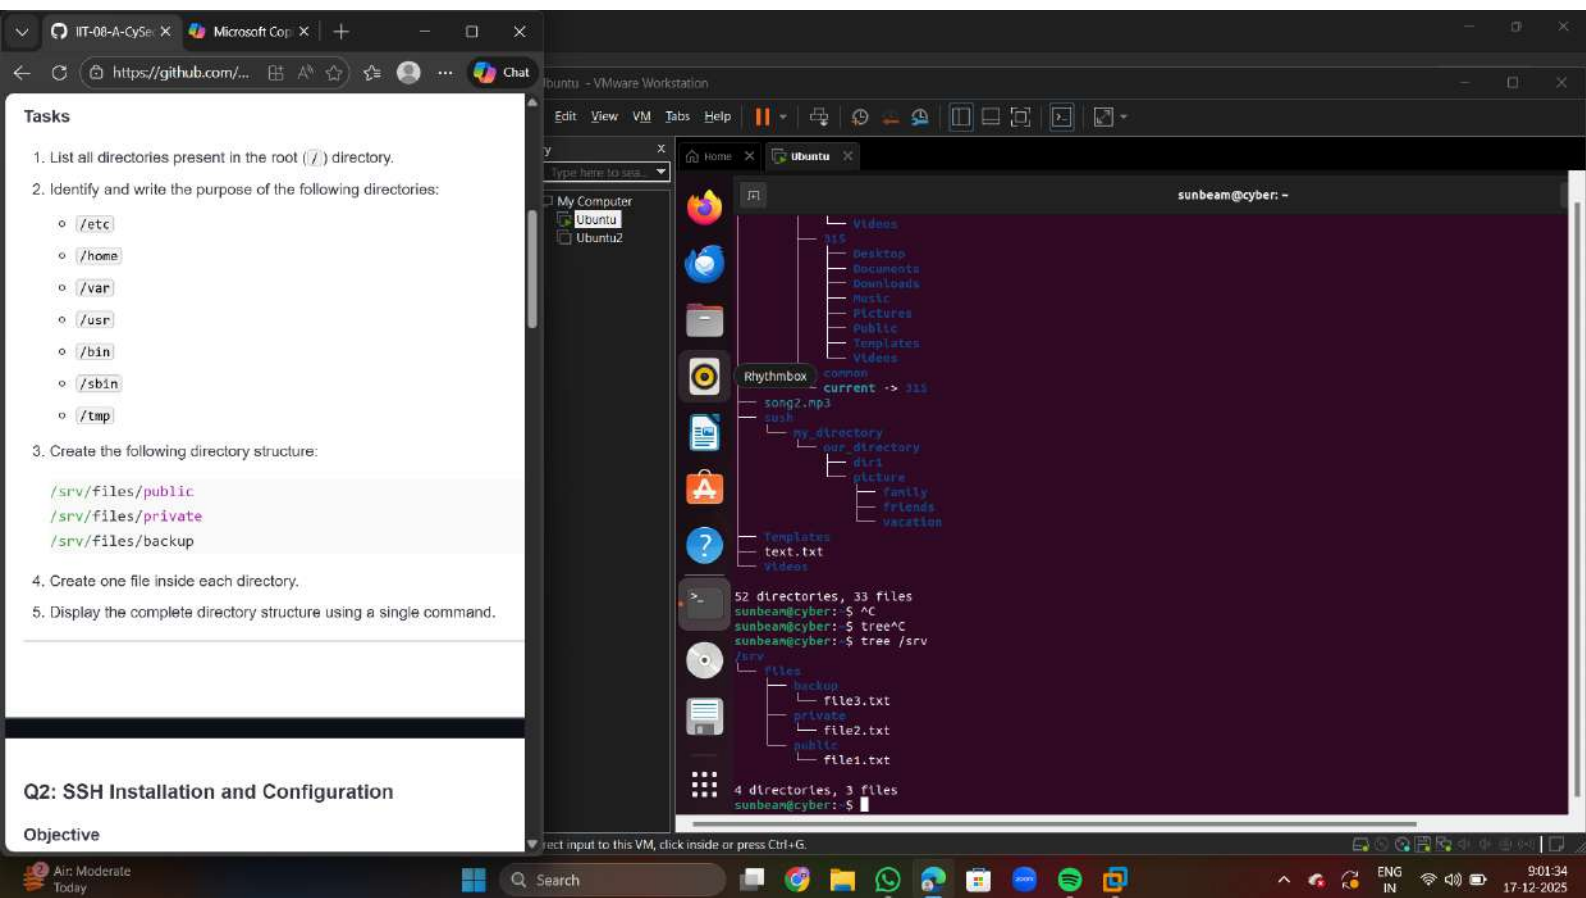 IIT-08-A-CySec
Microsoft Cop
https://github.com/...
Chat
Tasks
1. List all directories present in the root ( / ) directory.
2. Identify and write the purpose of the following directories:
/etc
/home
/var
/usr
/bin
/sbin
/tmp
3. Create the following directory structure:
/srv/files/public
/srv/files/private
/srv/files/backup
4. Create one file inside each directory.
5. Display the complete directory structure using a single command.
Q2: SSH Installation and Configuration
Objective
buntu - VMware Workstation
Edit View VM Tabs Help
y
Type here to sea...
My Computer
Ubuntu
Ubuntu2
Home
Ubuntu
sunbeam@cyber: ~
Videos
315
Desktop
Documents
Downloads
Music
Pictures
Public
Templates
Videos
common
current -> 315
Rhythmbox
song2.mp3
sush
my_directory
our_directory
dir1
picture
family
friends
vacation
Templates
text.txt
Videos
52 directories, 33 files
sunbeam@cyber:~$ ^C
sunbeam@cyber:~$ tree^C
sunbeam@cyber:~$ tree /srv
/srv
files
backup
file3.txt
private
file2.txt
public
file1.txt
4 directories, 3 files
sunbeam@cyber:~$
rect input to this VM, click inside or press Ctrl+G.
2
Air: Moderate
Today
Search
zoom
ENG
IN
9:01:34
17-12-2025